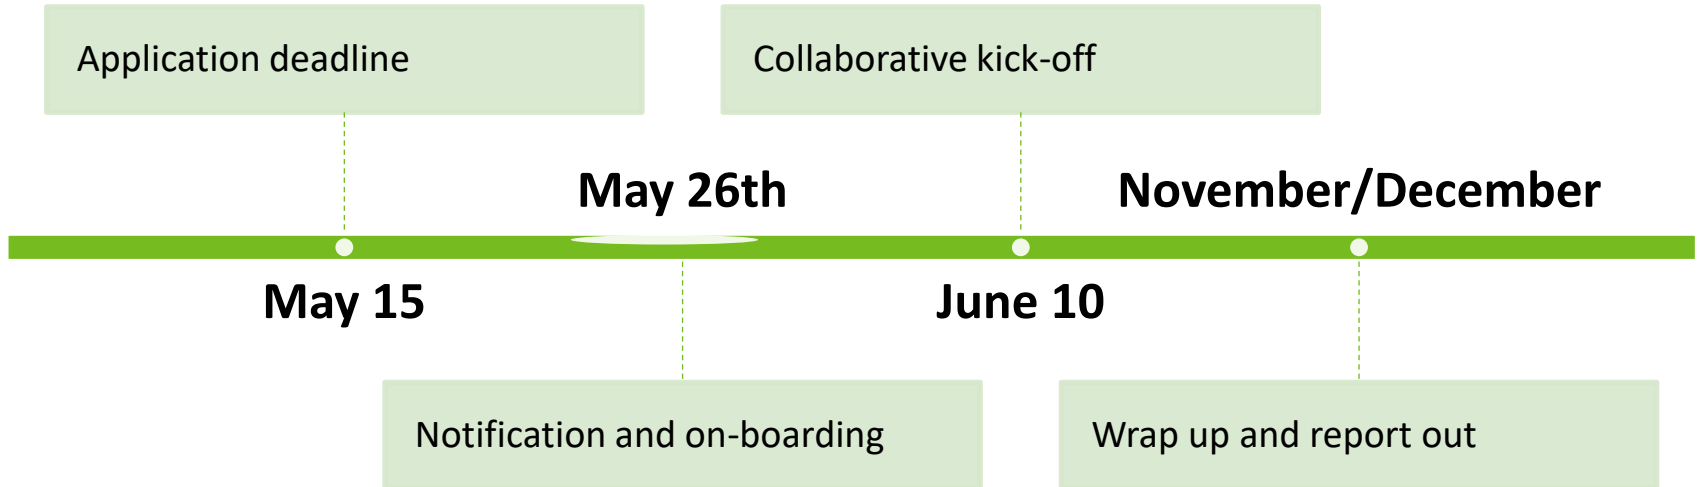 Application deadline
Collaborative kick-off
May 26th
November/December
May 15
June 10
Notification and on-boarding
Wrap up and report out